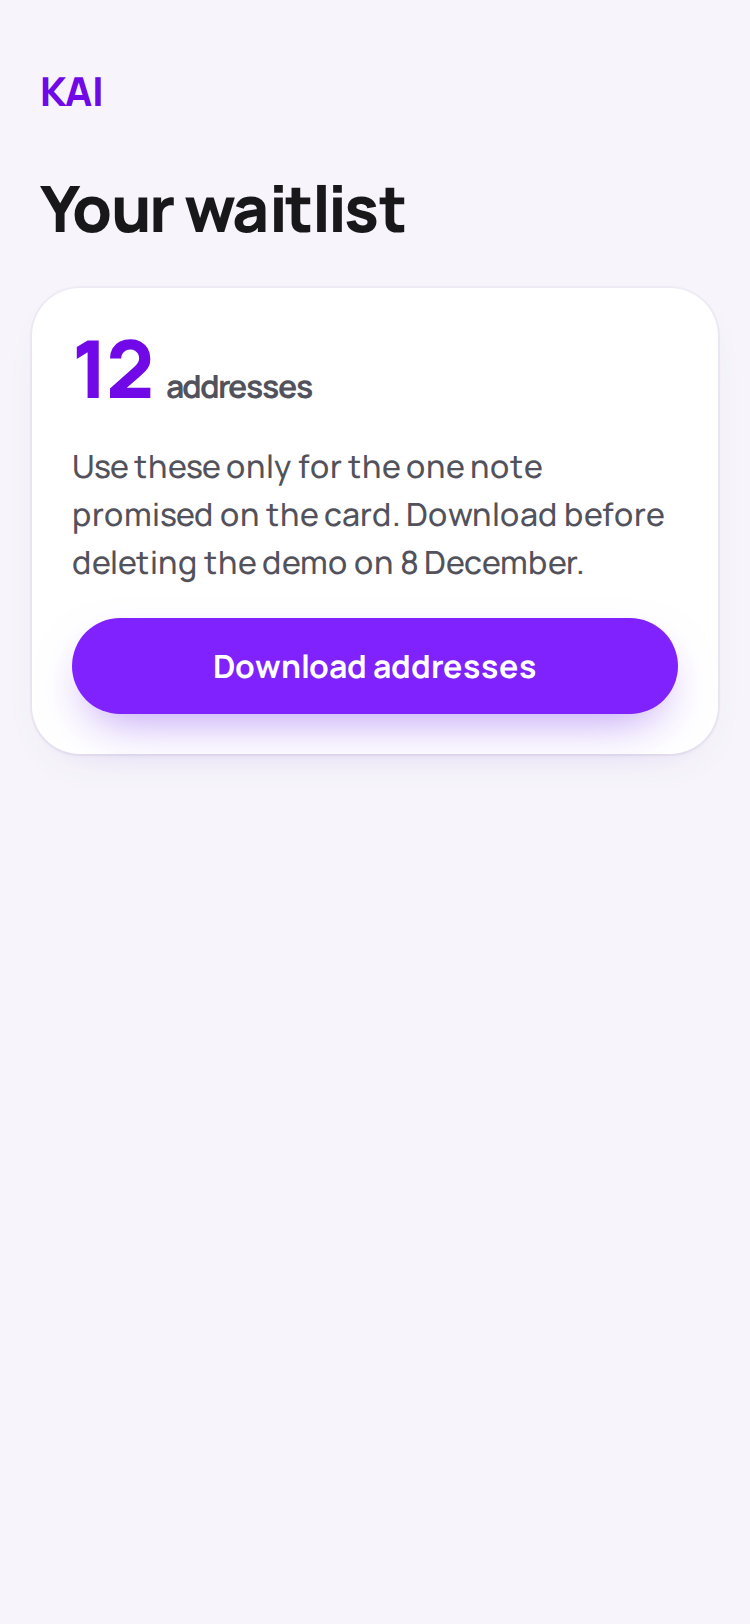 KAI
Your waitlist
12 addresses
Use these only for the one note
promised on the card. Download before
deleting the demo on 8 December.
Download addresses